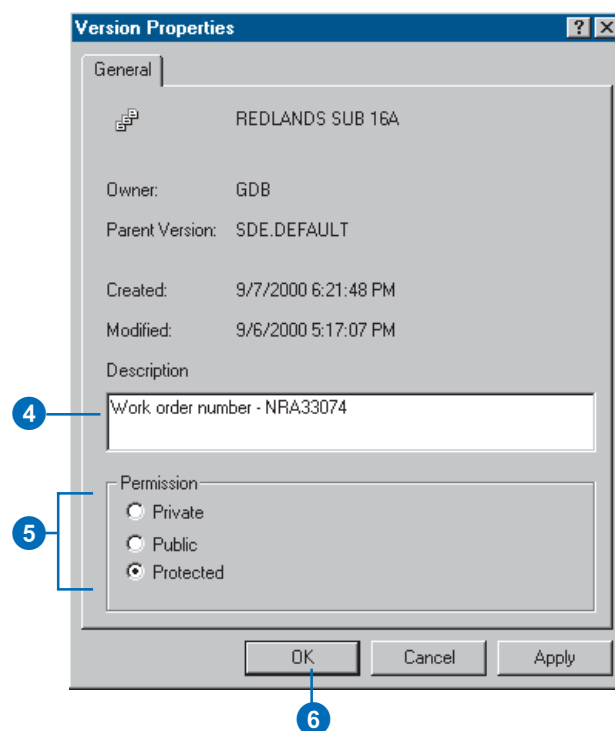 Version Properties
General
REDLANDS SUB 16A
Owner: GDB
Parent Version: SDE.DEFAULT
Created: 9/7/2000 6:21:48 PM
Modified: 9/6/2000 5:17:07 PM
Description
4
Work order number - NRA33074
Permission
5
Private
Public
Protected
OK Cancel Apply
6